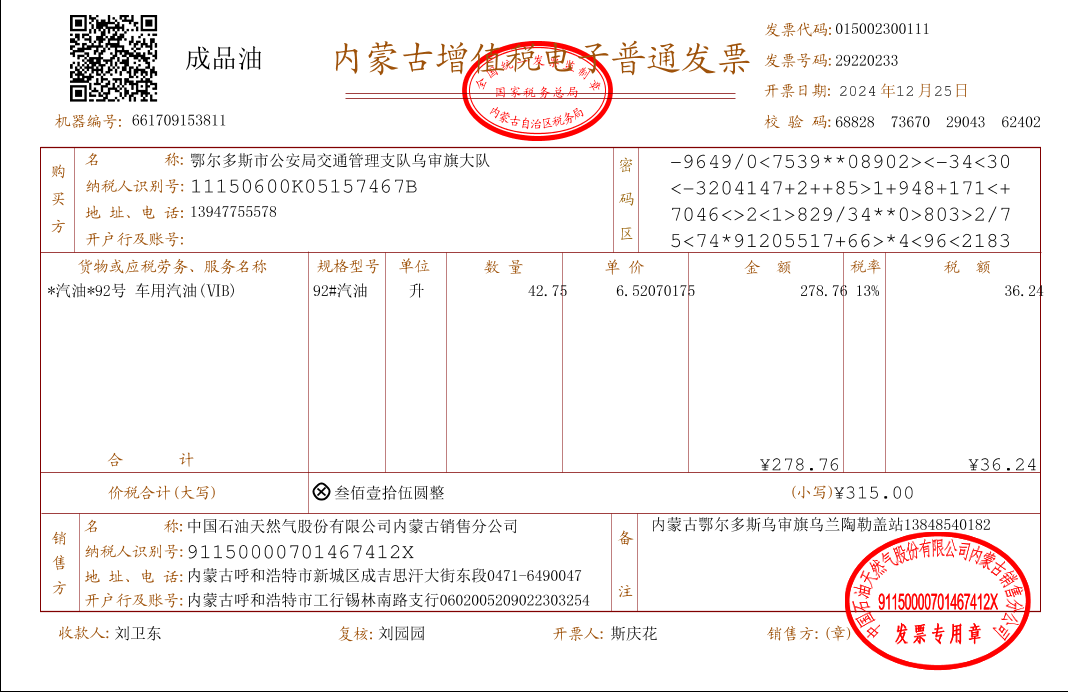 成品油
内蒙古增值税电子普通发票
全国统一发票监制章
国家税务总局
内蒙古自治区税务局
发票代码:015002300111
发票号码:29220233
开票日期: 2024年12月25日
机器编号: 661709153811
校 验 码:68828 73670 29043 62402
购买方
名 称: 鄂尔多斯市公安局交通管理支队乌审旗大队
纳税人识别号: 11150600K05157467B
地 址、电 话: 13947755578
开户行及账号:
密码区
-9649/0<7539**08902><-34<30
<-3204147+2++85>1+948+171<+
7046<>2<1>829/34**0>803>2/7
5<74*91205517+66>*4<96<2183
货物或应税劳务、服务名称 规格型号 单位 数 量 单 价 金 额 税率 税 额
*汽油*92号 车用汽油(VIB) 92#汽油 升 42.75 6.52070175 278.76 13% 36.24
合 计 ¥278.76 ¥36.24
价税合计(大写) ⊗ 叁佰壹拾伍圆整 (小写)¥315.00
销售方
名 称: 中国石油天然气股份有限公司内蒙古销售分公司
纳税人识别号: 91150000701467412X
地 址、电 话: 内蒙古呼和浩特市新城区成吉思汗大街东段0471-6490047
开户行及账号: 内蒙古呼和浩特市工行锡林南路支行0602005209022303254
备注
内蒙古鄂尔多斯乌审旗乌兰陶勒盖站13848540182
中国石油天然气股份有限公司内蒙古销售分公司
91150000701467412X
发票专用章
收款人: 刘卫东 复核: 刘园园 开票人: 斯庆花 销售方: (章)